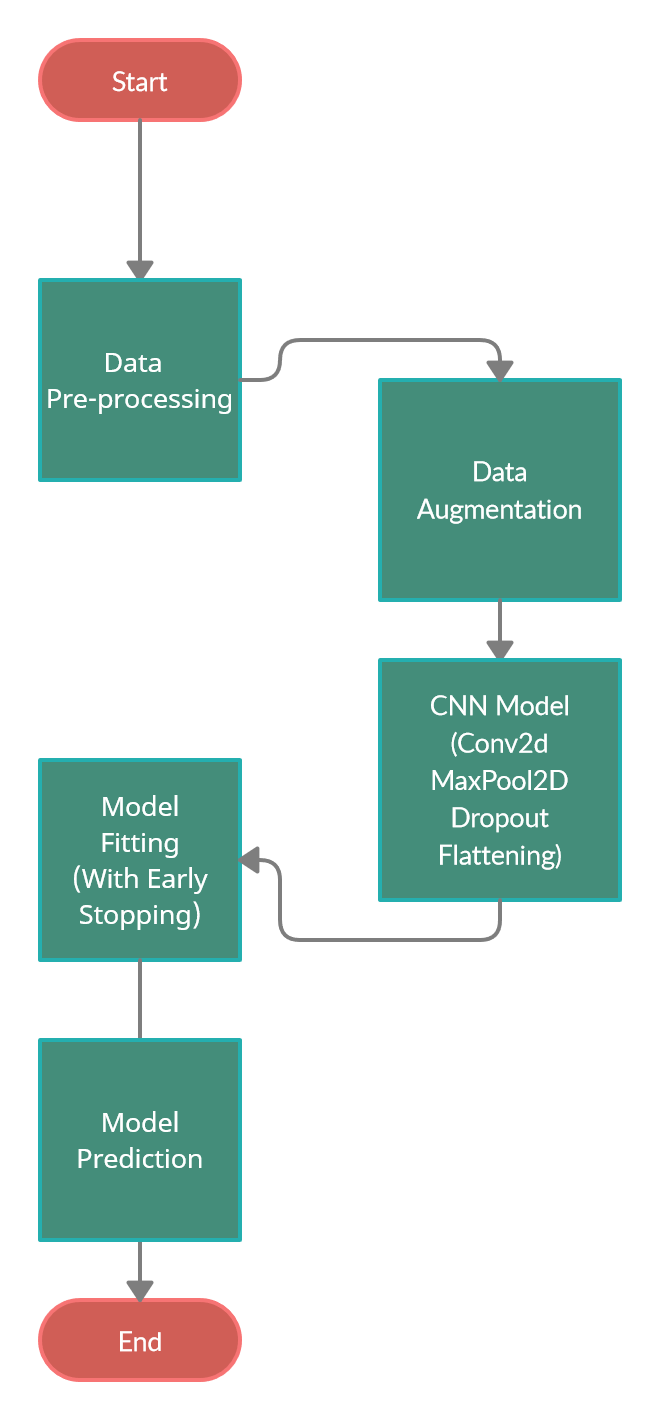 Start
Data
Pre-processing
Data
Augmentation
CNN Model
(Conv2d
MaxPool2D
Dropout
Flattening)
Model
Fitting
(With Early
Stopping)
Model
Prediction
End